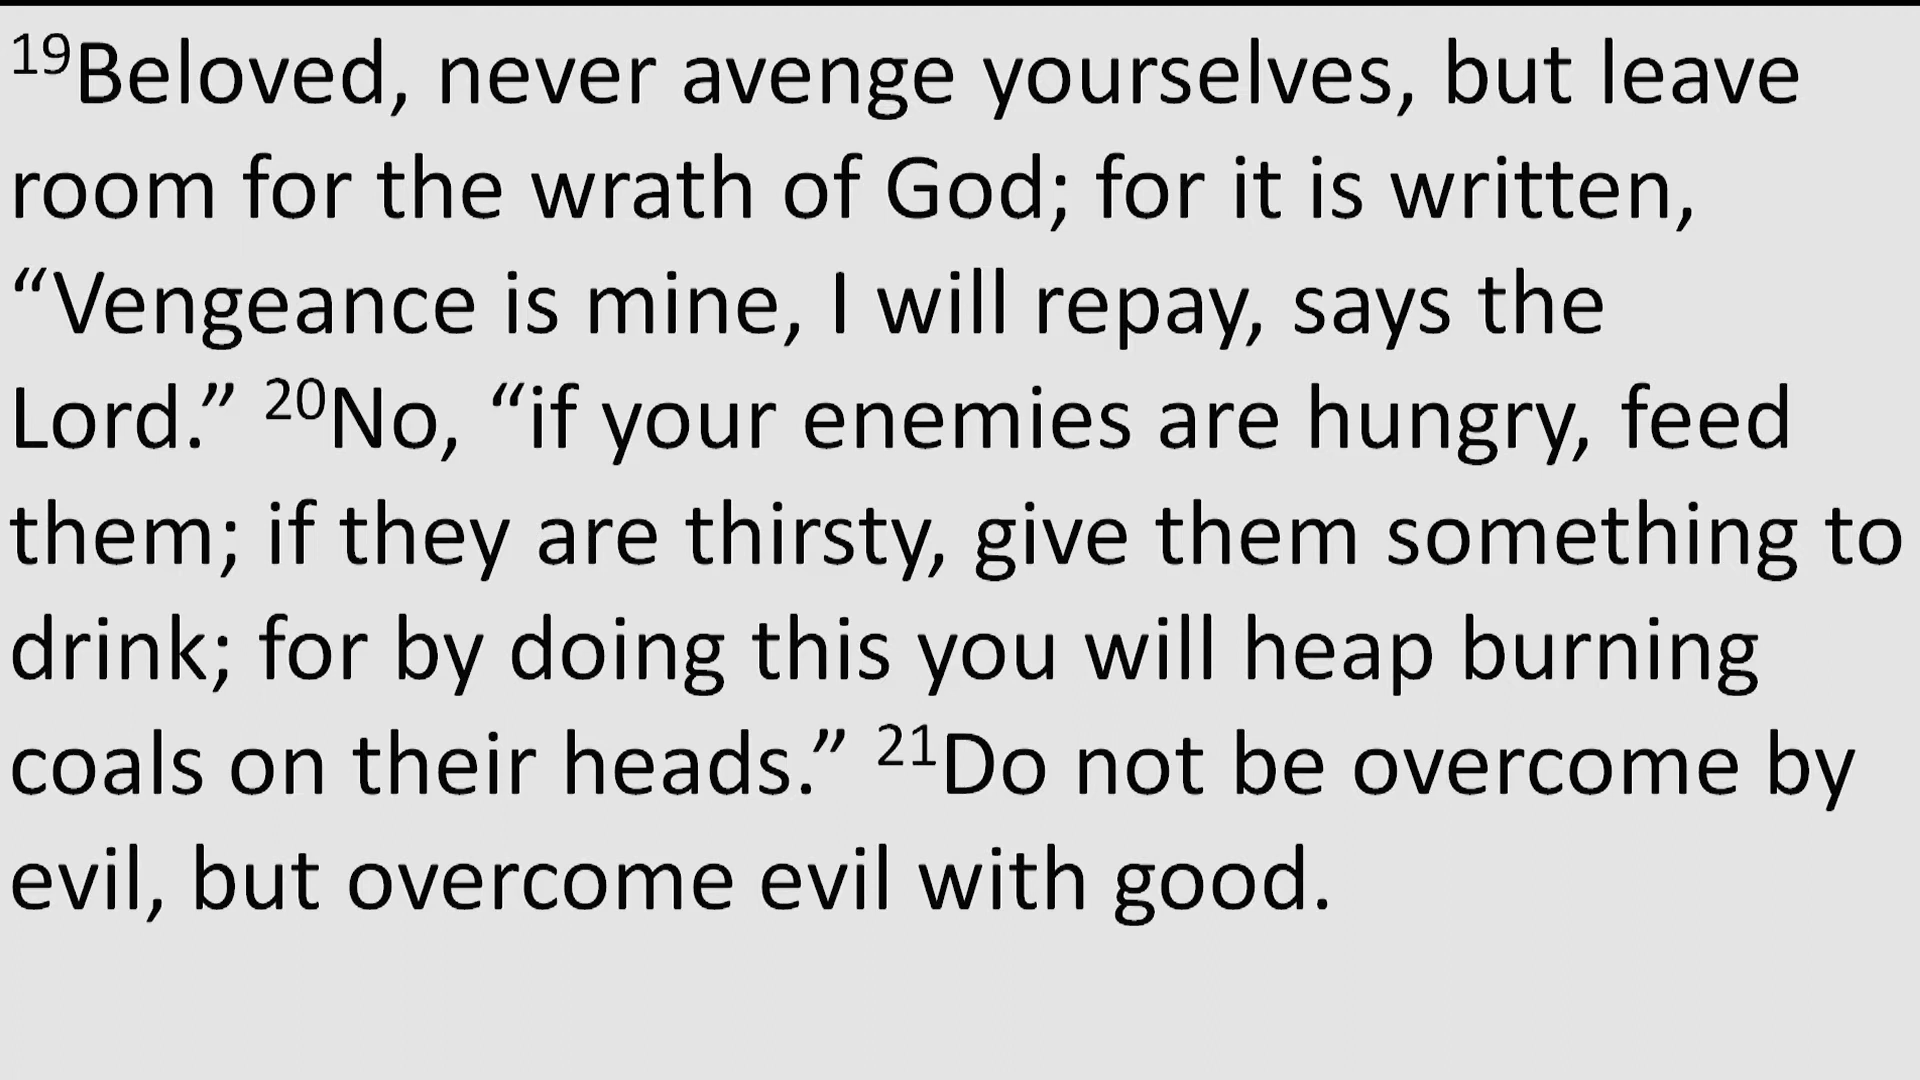 19Beloved, never avenge yourselves, but leave
room for the wrath of God; for it is written,
“Vengeance is mine, I will repay, says the
Lord.” 20No, “if your enemies are hungry, feed
them; if they are thirsty, give them something to
drink; for by doing this you will heap burning
coals on their heads.” 21Do not be overcome by
evil, but overcome evil with good.